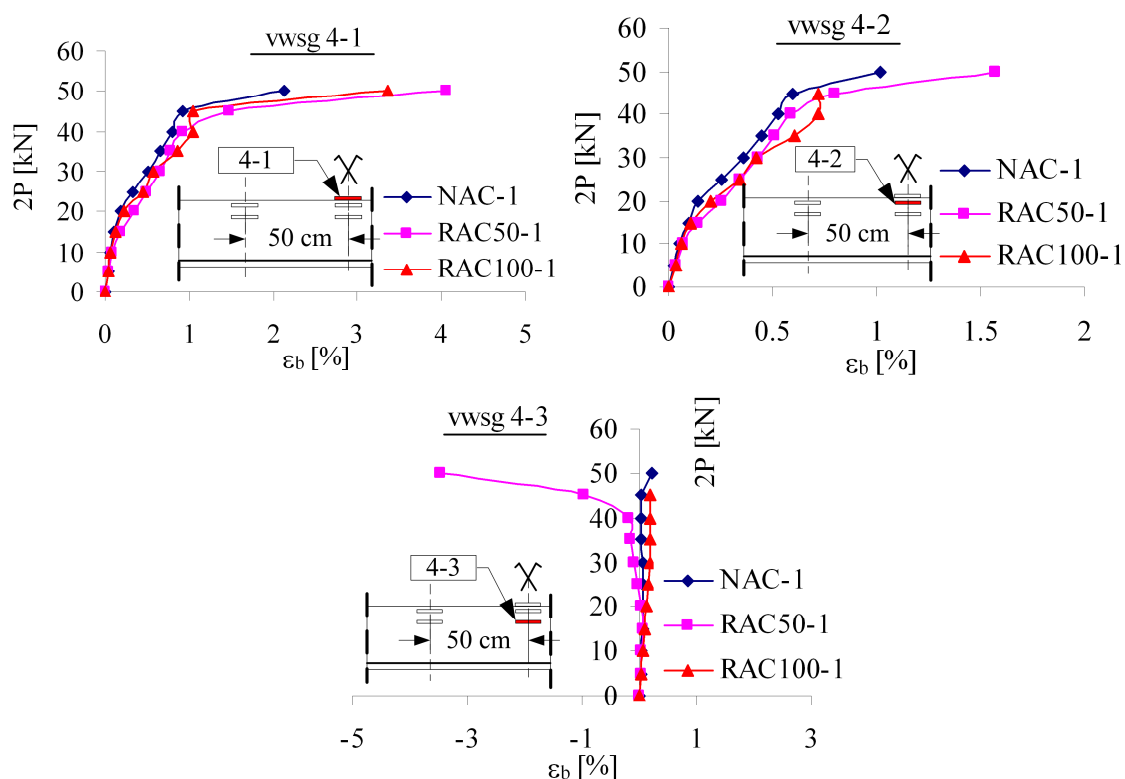 vwsg 4-1
2P [kN]
60
50
40
30
20
10
0
0
1
2
3
4
5
εb [%]
4-1
50 cm
NAC-1
RAC50-1
RAC100-1
vwsg 4-2
2P [kN]
60
50
40
30
20
10
0
0
0.5
1
1.5
2
εb [%]
4-2
50 cm
NAC-1
RAC50-1
RAC100-1
vwsg 4-3
2P [kN]
60
50
40
30
20
10
0
-5
-1
1
3
εb [%]
4-3
50 cm
NAC-1
RAC50-1
RAC100-1